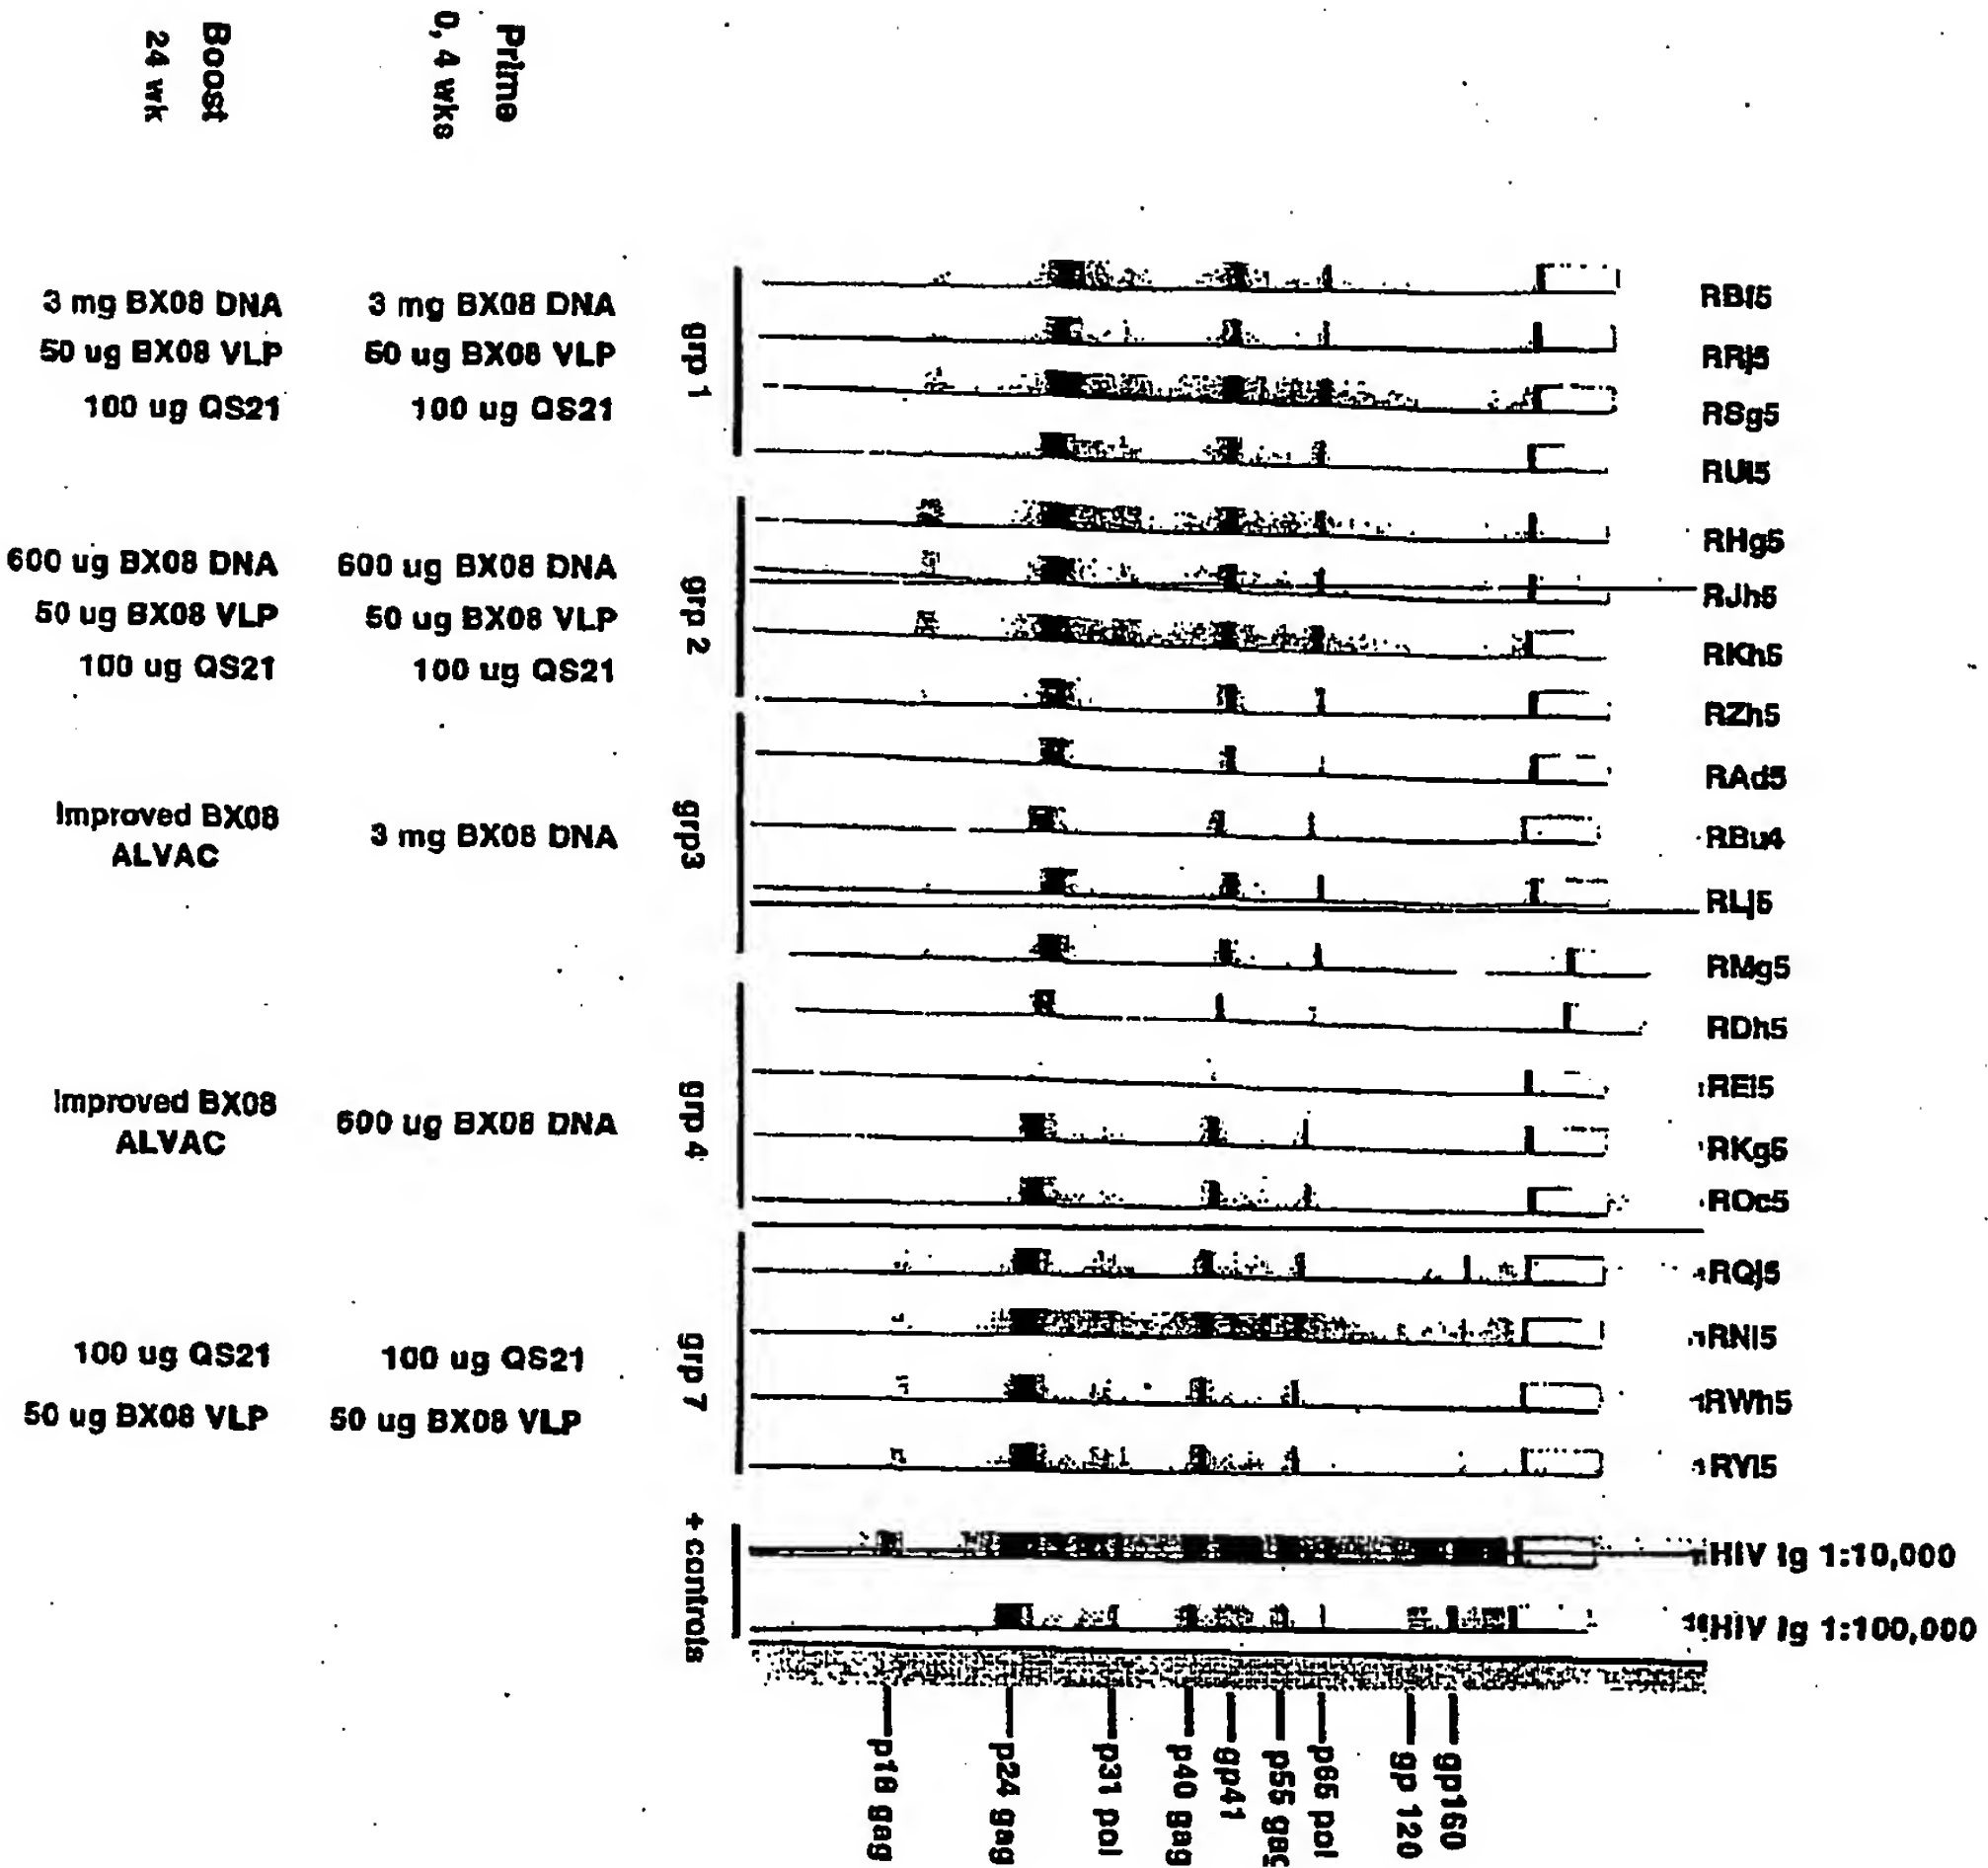 Boost
24 wk
Prime
0, 4 wks
3 mg BX08 DNA
50 ug BX08 VLP
100 ug QS21
3 mg BX08 DNA
50 ug BX08 VLP
100 ug QS21
grp 1
RBf5
RRj5
RSg5
RUl5
600 ug BX08 DNA
50 ug BX08 VLP
100 ug QS21
600 ug BX08 DNA
50 ug BX08 VLP
100 ug QS21
grp 2
RHg5
RJh5
RKh5
RZh5
Improved BX08
ALVAC
3 mg BX08 DNA
grp3
RAd5
RBu4
RLj5
RMg5
Improved BX08
ALVAC
600 ug BX08 DNA
grp 4
RDh5
REi5
RKg5
ROc5
100 ug QS21
50 ug BX08 VLP
100 ug QS21
50 ug BX08 VLP
grp 7
RQj5
RNl5
RWh5
RYl5
+ controls
HIV Ig 1:10,000
HIV Ig 1:100,000
p18 gag
p24 gag
p31 pol
p40 gag
gp41
p55 gag
p65 pol
gp 120
gp160